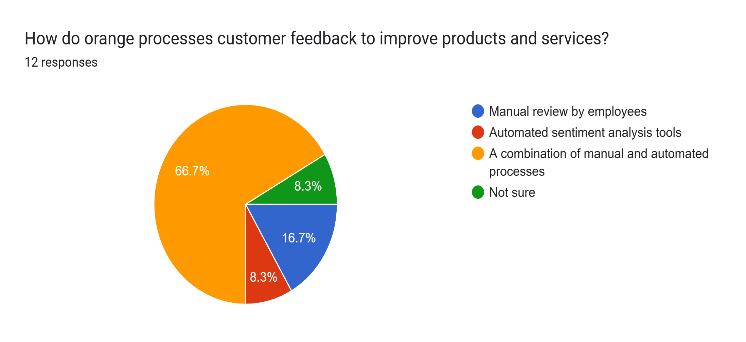 How do orange processes customer feedback to improve products and services?
12 responses
66.7%
8.3%
16.7%
8.3%
Manual review by employees
Automated sentiment analysis tools
A combination of manual and automated
processes
Not sure